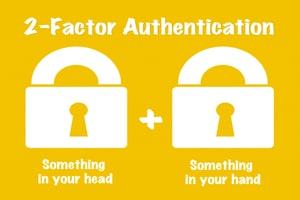 2-Factor Authentication
+
Something
in your head
Something
in your hand